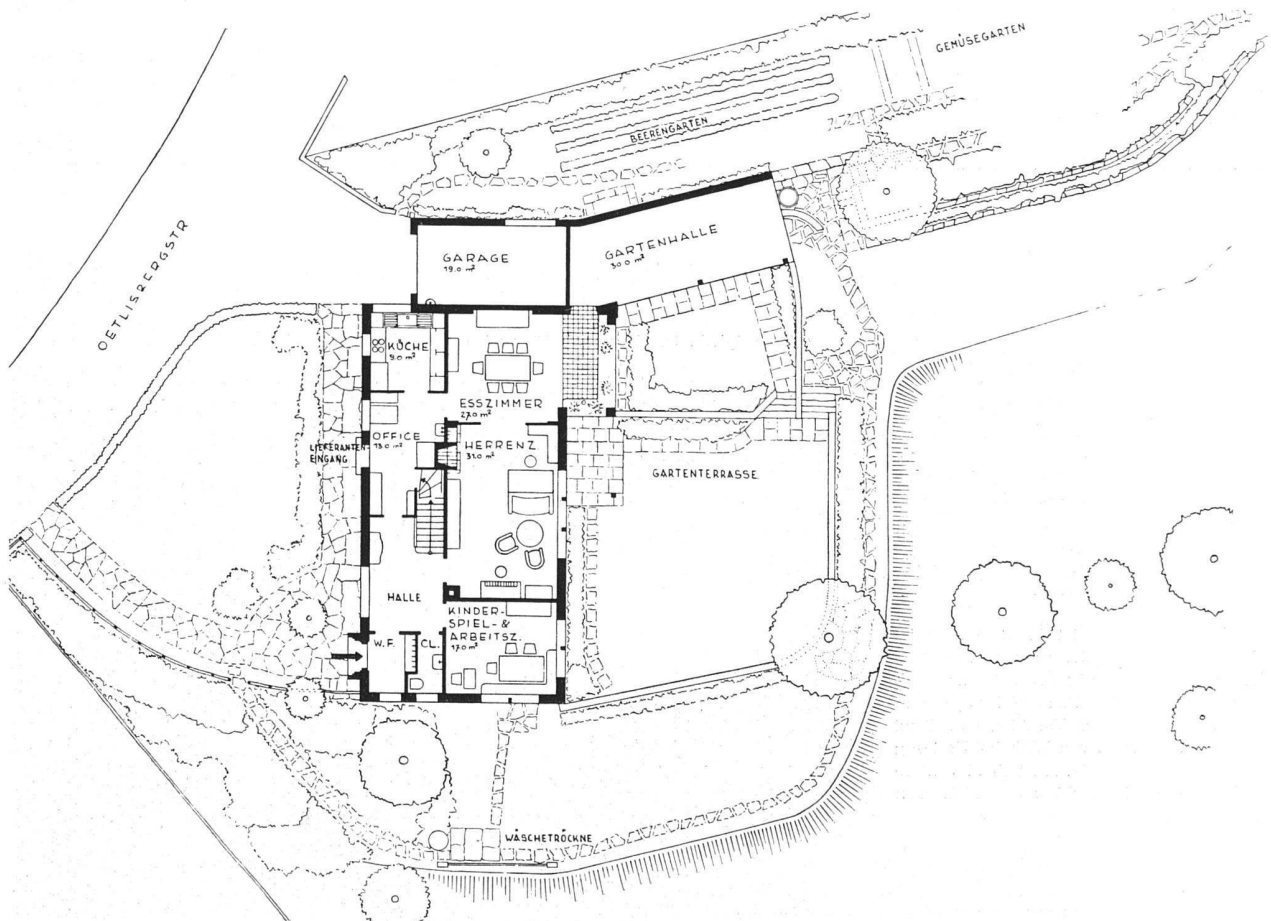 GEMÜSEGARTEN
BEERENGARTEN
OETLISBERGSTR
GARAGE
19.0 m²
GARTENHALLE
30.0 m²
KÜCHE
9.0 m²
ESSZIMMER
27.0 m²
OFFICE
13.0 m²
LIEFERANTEN-
EINGANG
HERRENZ.
31.0 m²
GARTENTERRASSE
HALLE
KINDER-
SPIEL- &
ARBEITSZ.
17.0 m²
W.F.
CL.
WÄSCHETRÖCKNE